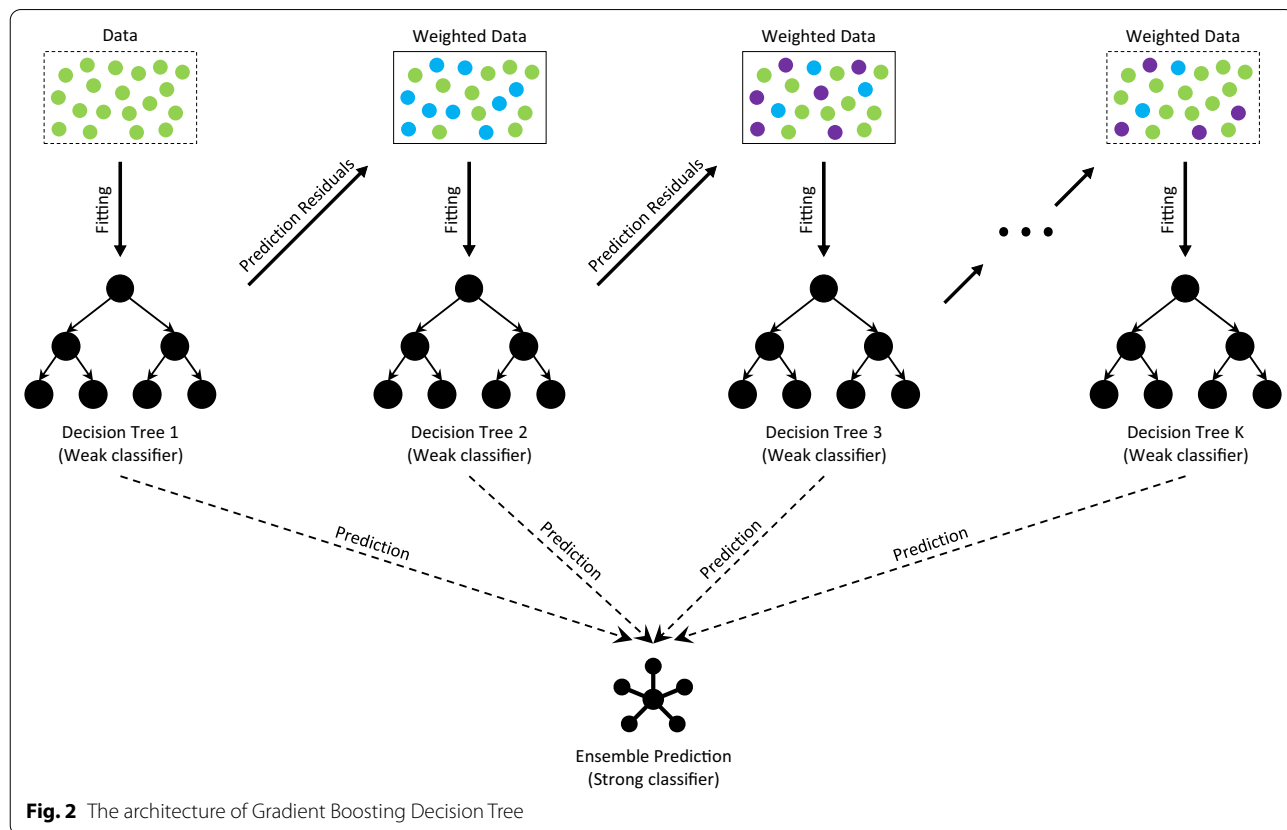 Data
Weighted Data
Weighted Data
Weighted Data
Fitting
Prediction Residuals
Fitting
Prediction Residuals
Fitting
Fitting
Decision Tree 1
(Weak classifier)
Decision Tree 2
(Weak classifier)
Decision Tree 3
(Weak classifier)
Decision Tree K
(Weak classifier)
Prediction
Prediction
Prediction
Prediction
Ensemble Prediction
(Strong classifier)
Fig. 2 The architecture of Gradient Boosting Decision Tree